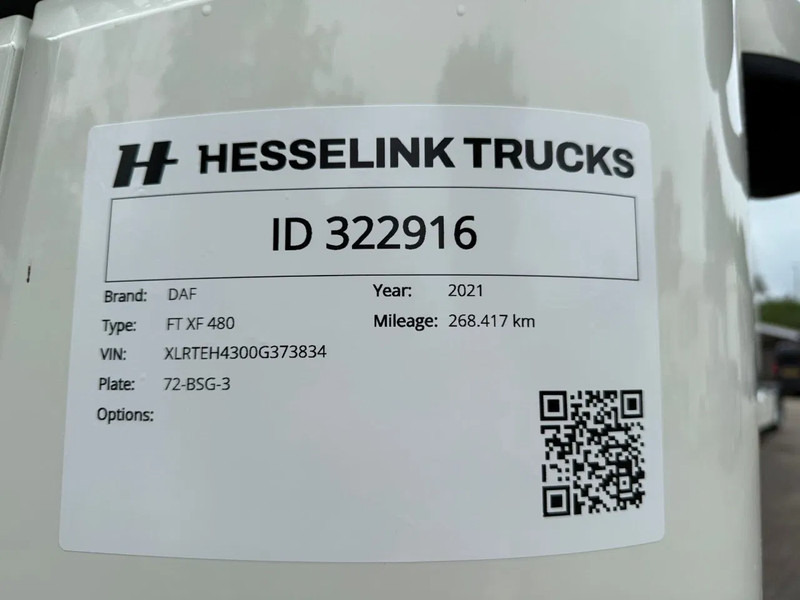 H HESSELINK TRUCKS
ID 322916
Brand: DAF Year: 2021
Type: FT XF 480 Mileage: 268.417 km
VIN: XLRTEH4300G373834
Plate: 72-BSG-3
Options: